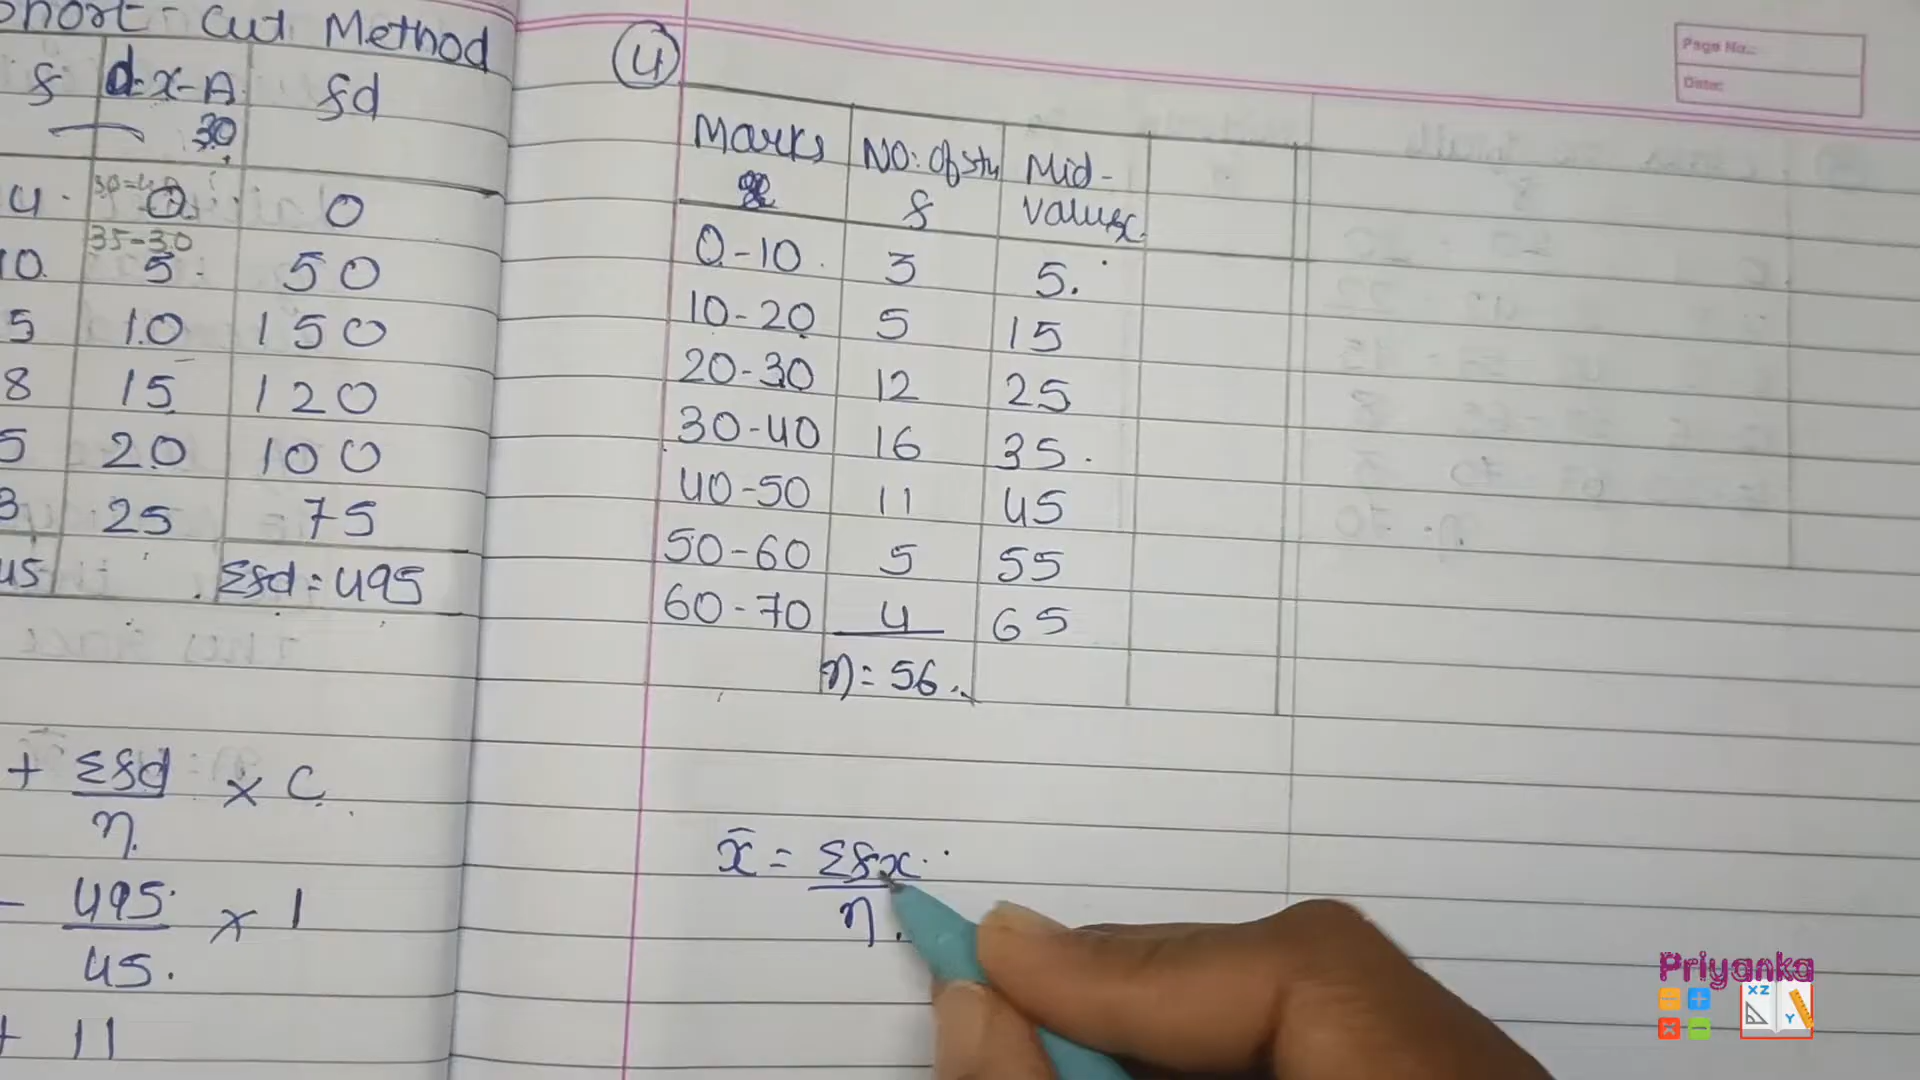 Short-Cut Method
f d=x-A fd
30
30-30
4. 0 0
35-30
10. 5. 50
5 10 150
8 15 120
5 20 100
3 25 75
45 . Σfd = 495
+ Σfd × C.
η.
495. × 1
45.
+ 11
4
Page No.:
Date:
Marks NO: Of stu Mid-
f Value x.
0-10. 3 5.
10-20 5 15
20-30 12 25
30-40 16 35.
40-50 11 45
50-60 5 55
60-70 4 65
η = 56.
x̄ = Σfx.
η.
Priyanka
XZ
Y